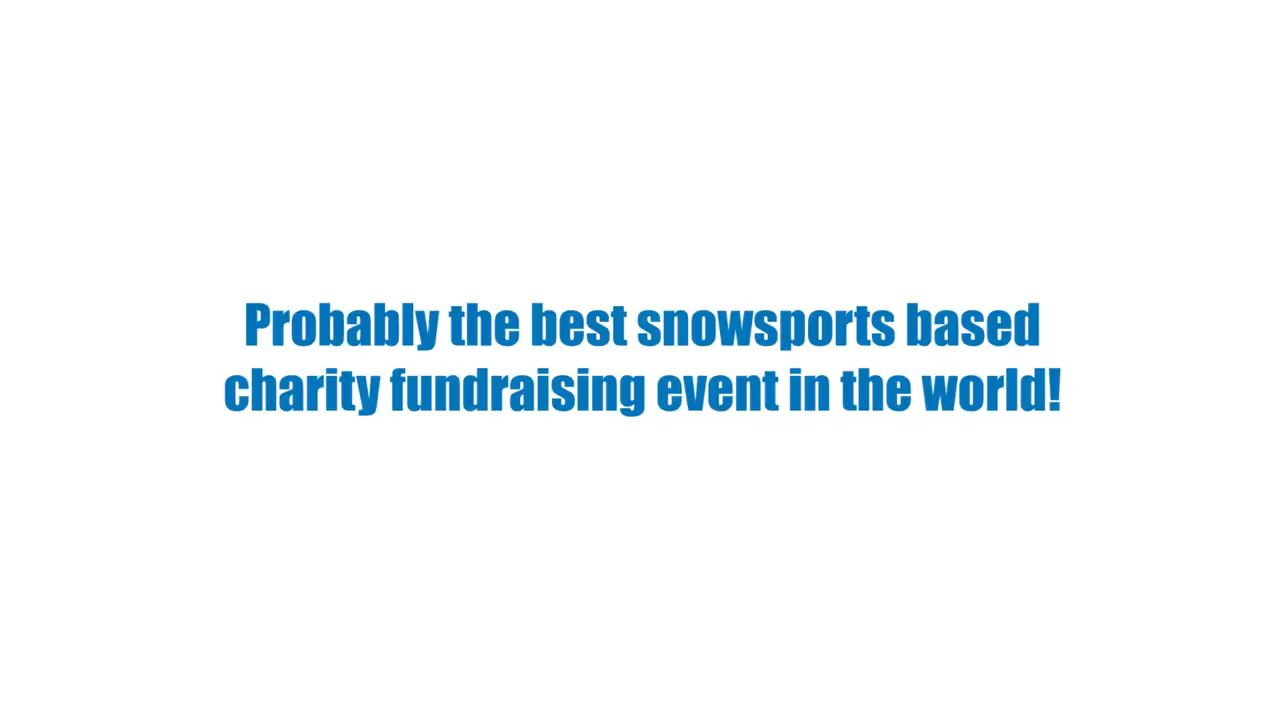 Probably the best snowsports based
charity fundraising event in the world!